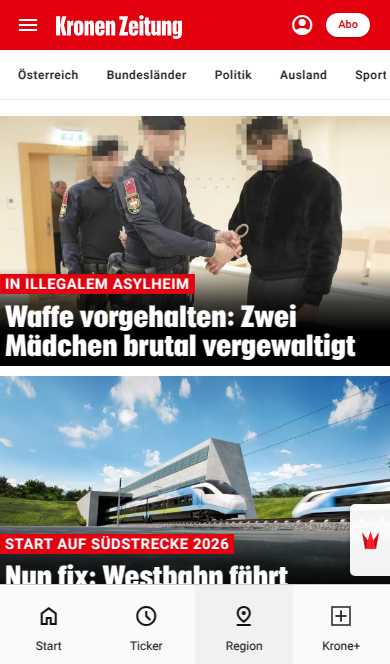 Kronen Zeitung
Abo
Österreich Bundesländer Politik Ausland Sport
IN ILLEGALEM ASYLHEIM
Waffe vorgehalten: Zwei
Mädchen brutal vergewaltigt
START AUF SÜDSTRECKE 2026
Nun fix: Westbahn fährt
Start Ticker Region Krone+